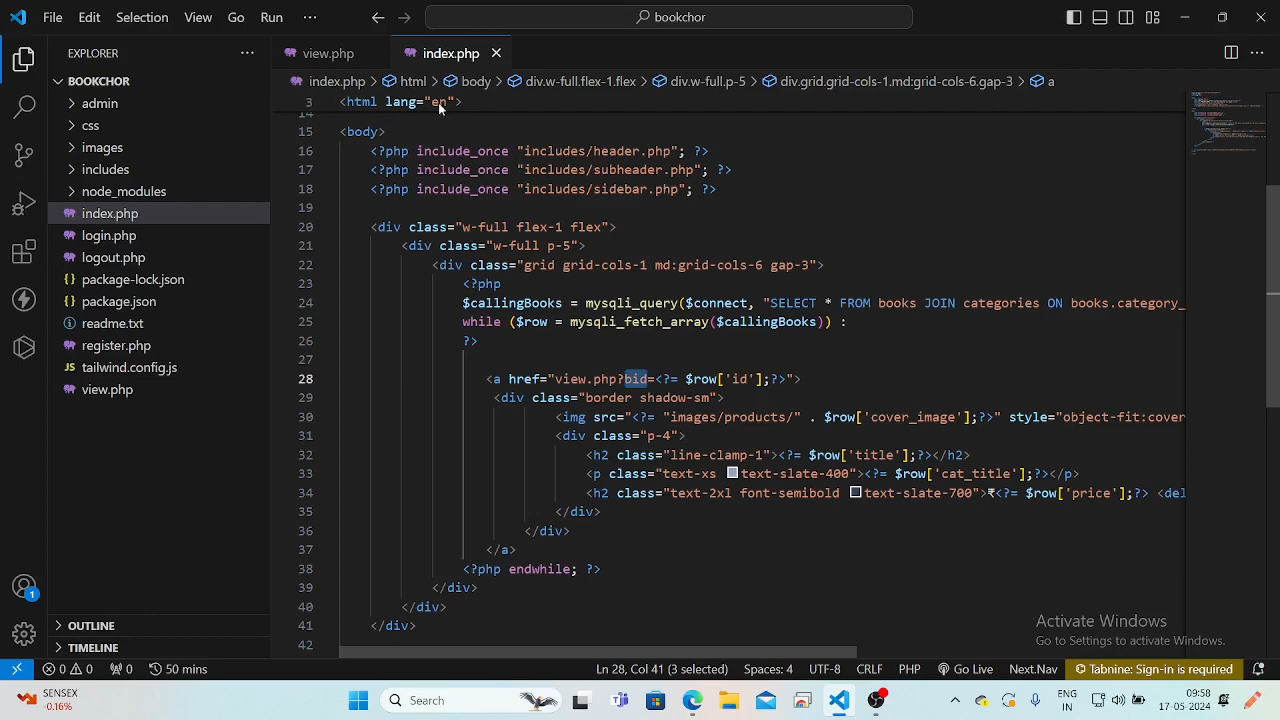 File Edit Selection View Go Run ··· bookchor
EXPLORER ···
BOOKCHOR
admin
css
images
includes
node_modules
index.php
login.php
logout.php
package-lock.json
package.json
readme.txt
register.php
tailwind.config.js
view.php
OUTLINE
TIMELINE
view.php index.php
index.php > html > body > div.w-full.flex-1.flex > div.w-full.p-5 > div.grid.grid-cols-1.md:grid-cols-6.gap-3 > a
3 <html lang="en">
14
15 <body>
16 <?php include_once "includes/header.php"; ?>
17 <?php include_once "includes/subheader.php"; ?>
18 <?php include_once "includes/sidebar.php"; ?>
19
20 <div class="w-full flex-1 flex">
21 <div class="w-full p-5">
22 <div class="grid grid-cols-1 md:grid-cols-6 gap-3">
23 <?php
24 $callingBooks = mysqli_query($connect, "SELECT * FROM books JOIN categories ON books.category_
25 while ($row = mysqli_fetch_array($callingBooks)) :
26 ?>
27
28 <a href="view.php?bid=<?= $row['id'];?>">
29 <div class="border shadow-sm">
30 <img src="<?= "images/products/" . $row['cover_image'];?>" style="object-fit:cover
31 <div class="p-4">
32 <h2 class="line-clamp-1"><?= $row['title'];?></h2>
33 <p class="text-xs text-slate-400"><?= $row['cat_title'];?></p>
34 <h2 class="text-2xl font-semibold text-slate-700">₹<?= $row['price'];?> <del
35 </div>
36 </div>
37 </a>
38 <?php endwhile; ?>
39 </div>
40 </div>
41 </div>
42
Activate Windows
Go to Settings to activate Windows.
0 0 0 50 mins Ln 28, Col 41 (3 selected) Spaces: 4 UTF-8 CRLF PHP Go Live Next.Nav Tabnine: Sign-in is required
1
SENSEX
-0.16%
Search
ENG
IN
09:58
17-05-2024